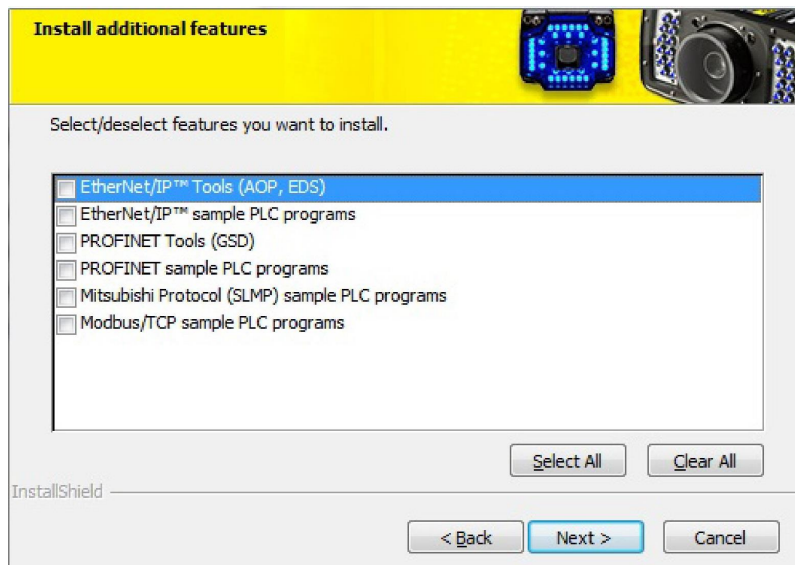 Install additional features
Select/deselect features you want to install.
EtherNet/IP™ Tools (AOP, EDS)
EtherNet/IP™ sample PLC programs
PROFINET Tools (GSD)
PROFINET sample PLC programs
Mitsubishi Protocol (SLMP) sample PLC programs
Modbus/TCP sample PLC programs
Select All Clear All
InstallShield
< Back Next > Cancel